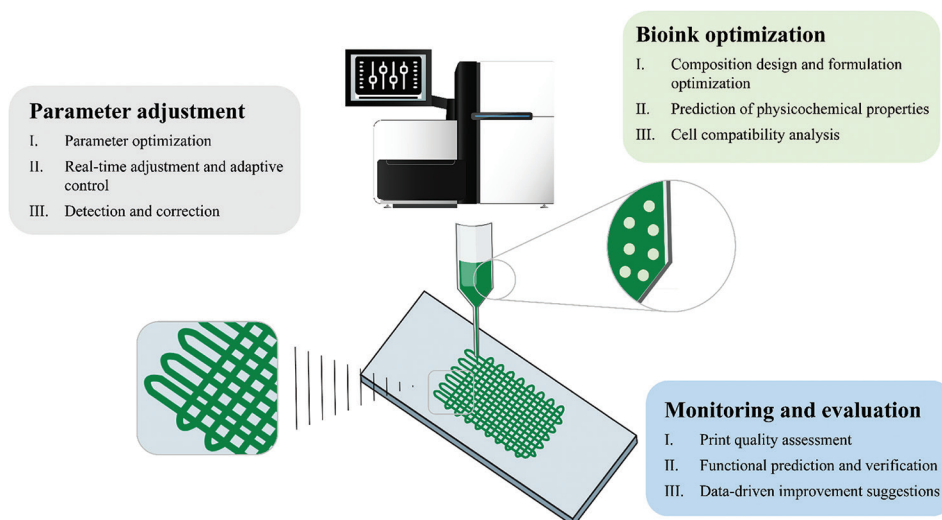 Parameter adjustment
I. Parameter optimization
II. Real-time adjustment and adaptive
control
III. Detection and correction
Bioink optimization
I. Composition design and formulation
optimization
II. Prediction of physicochemical properties
III. Cell compatibility analysis
Monitoring and evaluation
I. Print quality assessment
II. Functional prediction and verification
III. Data-driven improvement suggestions